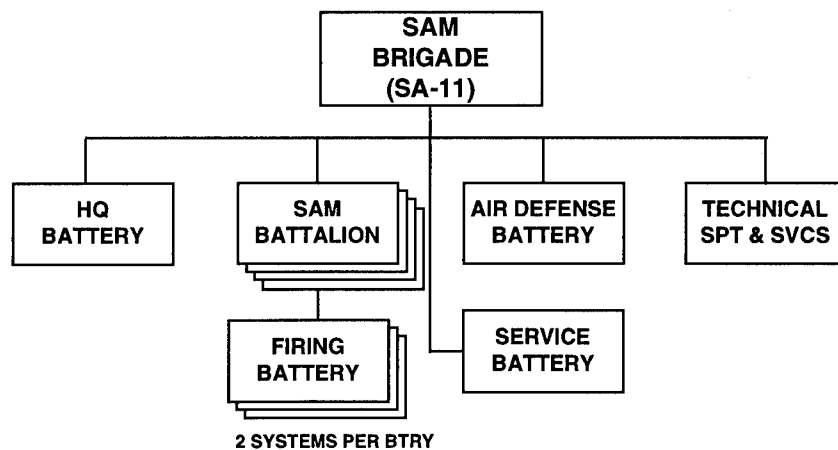 SAM
BRIGADE
(SA-11)
HQ
BATTERY
SAM
BATTALION
AIR DEFENSE
BATTERY
TECHNICAL
SPT & SVCS
FIRING
BATTERY
SERVICE
BATTERY
2 SYSTEMS PER BTRY